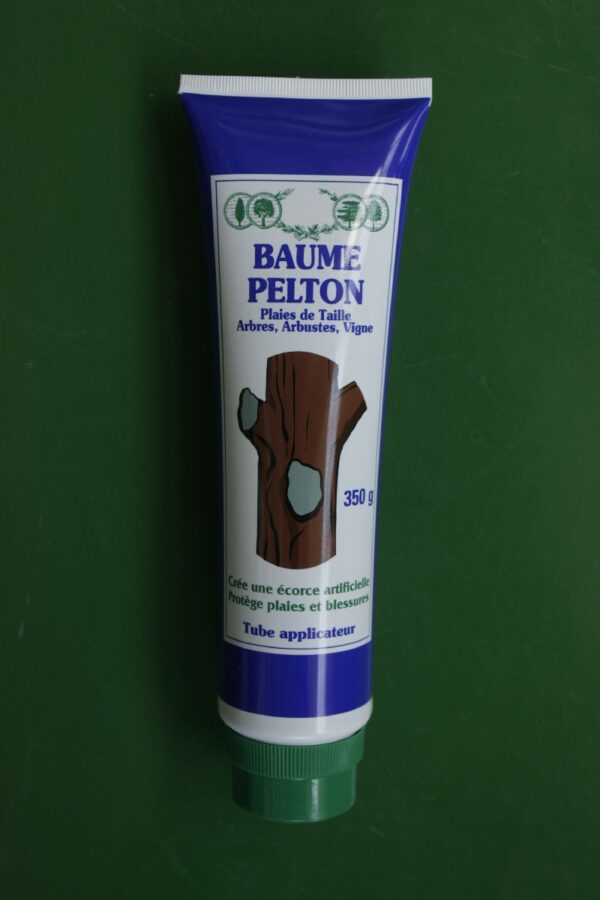 BAUME
PELTON
Plaies de Taille
Arbres, Arbustes, Vigne
350 g
Crée une écorce artificielle
Protège plaies et blessures
Tube applicateur